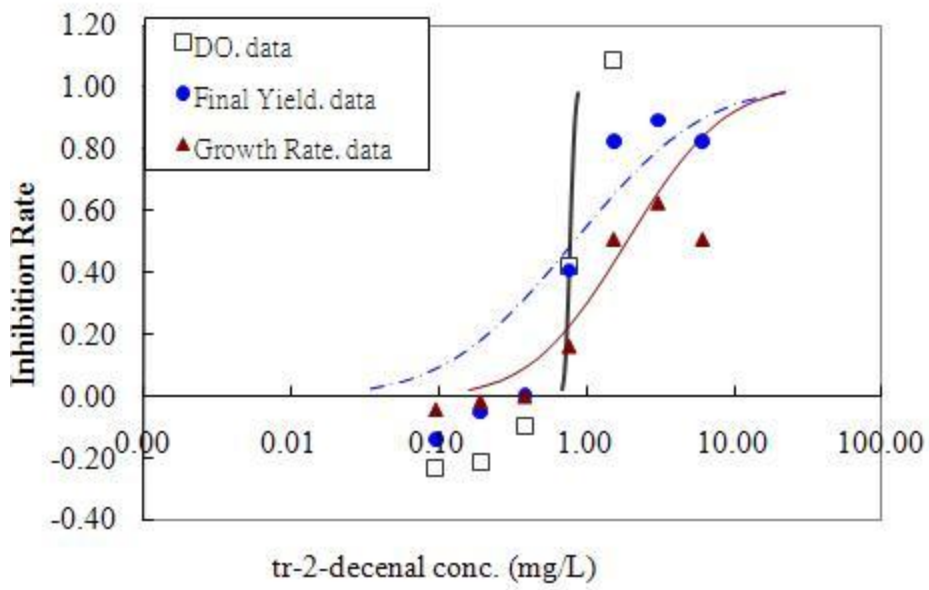 1.20
DO. data
Final Yield. data
Growth Rate. data
1.00
0.80
0.60
0.40
0.20
0.00
-0.20
-0.40
Inhibition Rate
0.00 0.01 0.10 1.00 10.00 100.00
tr-2-decenal conc. (mg/L)